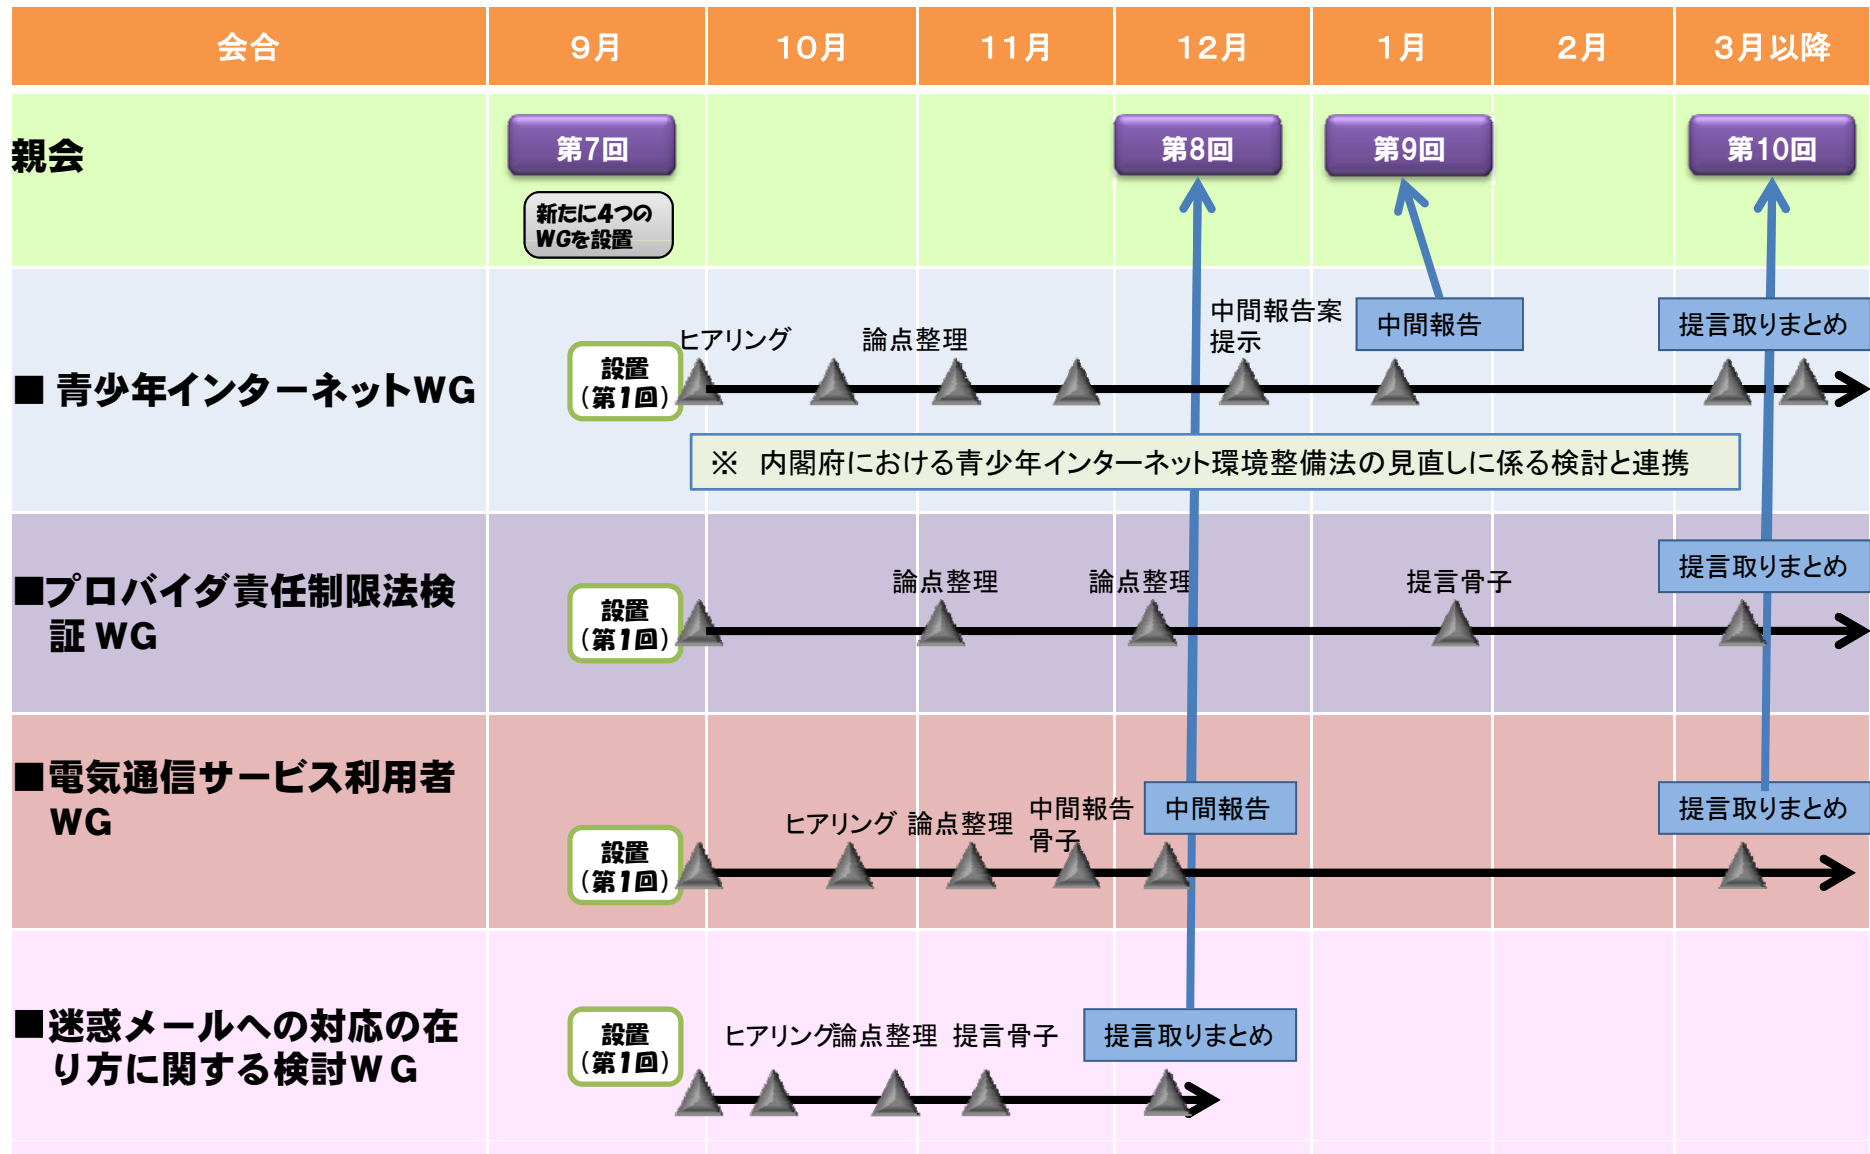 会合
9月
10月
11月
12月
1月
2月
3月以降
親会
第7回
第8回
第9回
第10回
新たに4つの
WGを設置
■ 青少年インターネットWG
設置
(第1回)
ヒアリング
論点整理
中間報告案
提示
中間報告
提言取りまとめ
※ 内閣府における青少年インターネット環境整備法の見直しに係る検討と連携
■プロバイダ責任制限法検
証 WG
設置
(第1回)
論点整理
論点整理
提言骨子
提言取りまとめ
■電気通信サービス利用者
WG
設置
(第1回)
ヒアリング
論点整理
中間報告
骨子
中間報告
提言取りまとめ
■迷惑メールへの対応の在
り方に関する検討WG
設置
(第1回)
ヒアリング
論点整理
提言骨子
提言取りまとめ